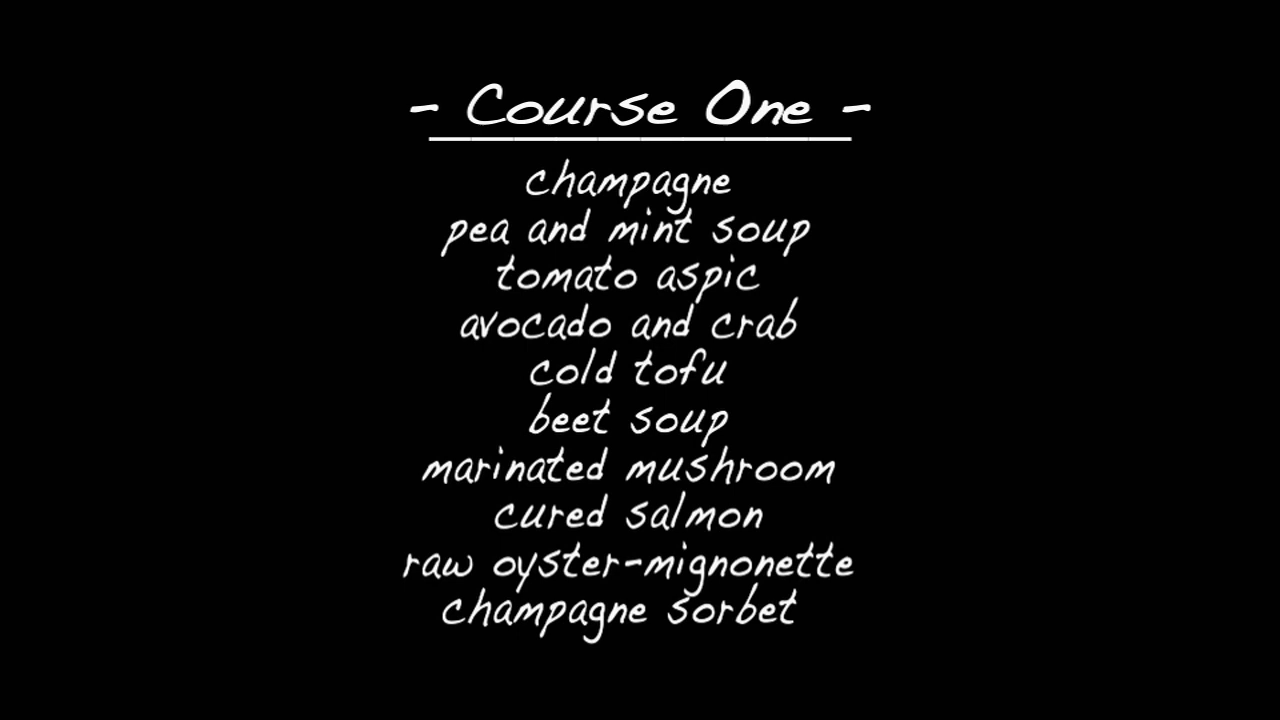 - Course One -
champagne
pea and mint soup
tomato aspic
avocado and crab
cold tofu
beet soup
marinated mushroom
cured salmon
raw oyster-mignonette
champagne sorbet